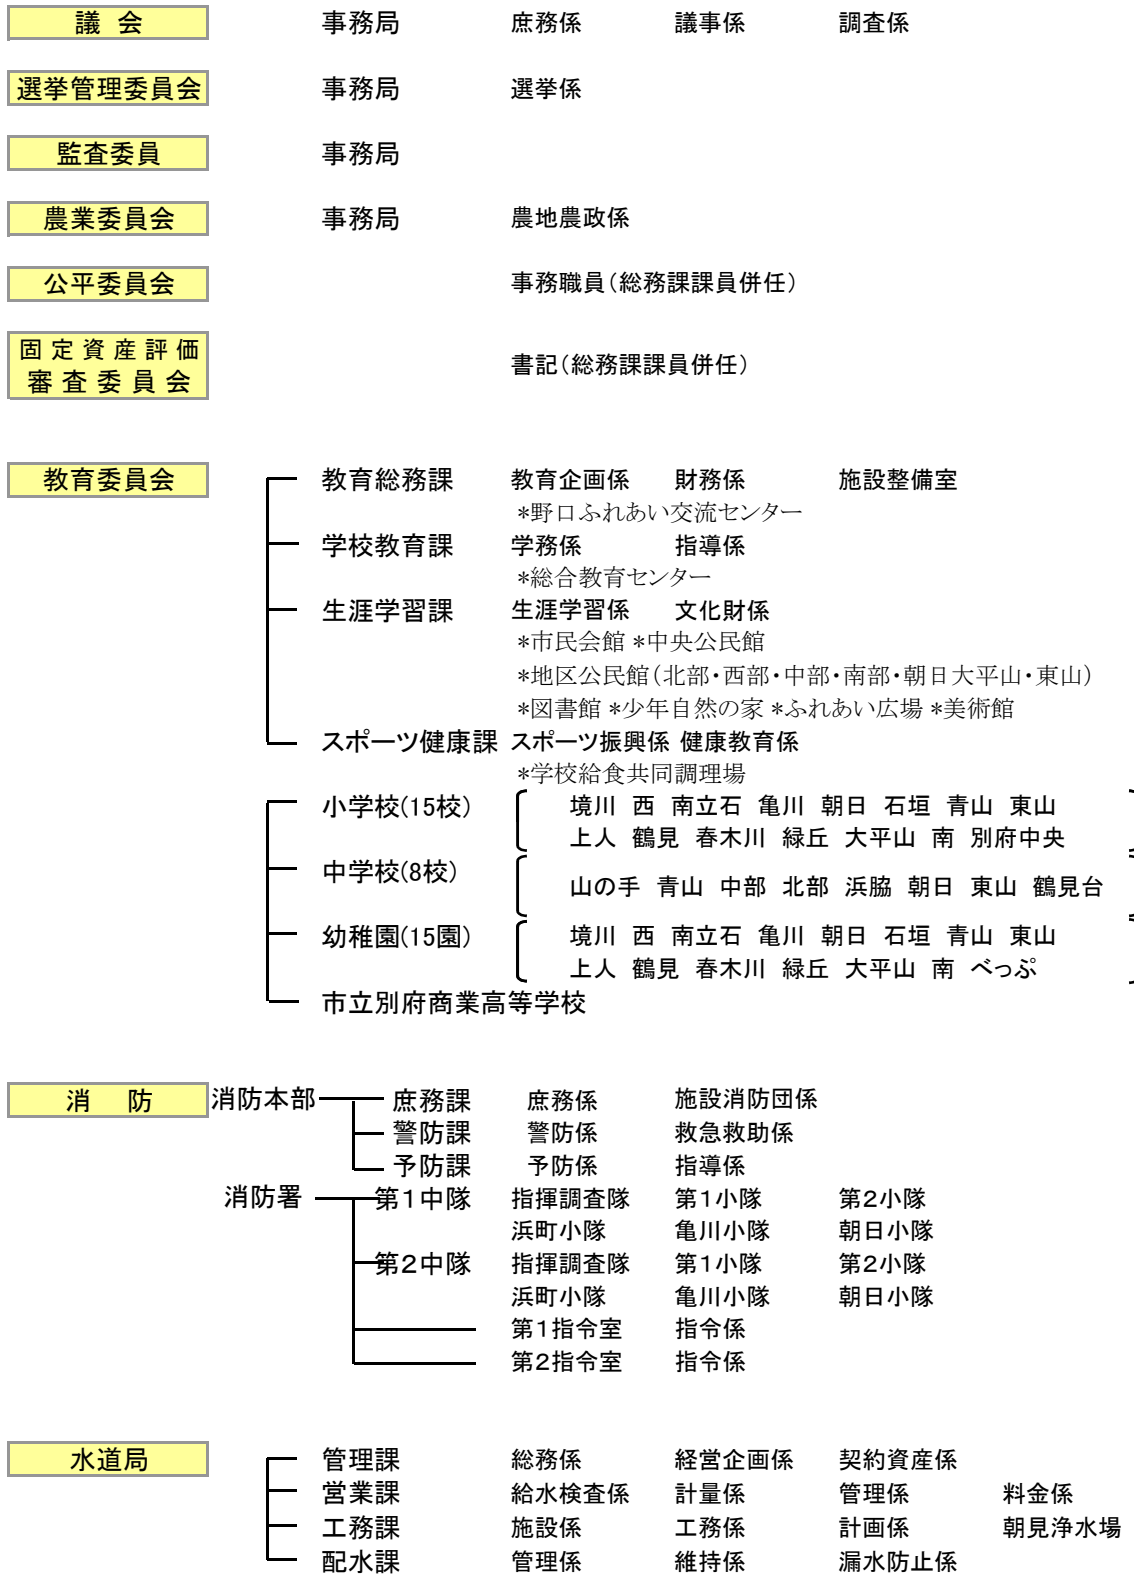 議 会 事務局 庶務係 議事係 調査係
選挙管理委員会 事務局 選挙係
監査委員 事務局
農業委員会 事務局 農地農政係
公平委員会 事務職員(総務課課員併任)
固定資産評価
審査委員会 書記(総務課課員併任)
教育委員会 教育総務課 教育企画係 財務係 施設整備室
*野口ふれあい交流センター
学校教育課 学務係 指導係
*総合教育センター
生涯学習課 生涯学習係 文化財係
*市民会館 *中央公民館
*地区公民館(北部・西部・中部・南部・朝日大平山・東山)
*図書館 *少年自然の家 *ふれあい広場 *美術館
スポーツ健康課 スポーツ振興係 健康教育係
*学校給食共同調理場
小学校(15校) 境川 西 南立石 亀川 朝日 石垣 青山 東山
上人 鶴見 春木川 緑丘 大平山 南 別府中央
中学校(8校) 山の手 青山 中部 北部 浜脇 朝日 東山 鶴見台
幼稚園(15園) 境川 西 南立石 亀川 朝日 石垣 青山 東山
上人 鶴見 春木川 緑丘 大平山 南 べっぷ
市立別府商業高等学校
消 防 消防本部 庶務課 庶務係 施設消防団係
警防課 警防係 救急救助係
予防課 予防係 指導係
消防署 第1中隊 指揮調査隊 第1小隊 第2小隊
浜町小隊 亀川小隊 朝日小隊
第2中隊 指揮調査隊 第1小隊 第2小隊
浜町小隊 亀川小隊 朝日小隊
第1指令室 指令係
第2指令室 指令係
水道局 管理課 総務係 経営企画係 契約資産係
営業課 給水検査係 計量係 管理係 料金係
工務課 施設係 工務係 計画係 朝見浄水場
配水課 管理係 維持係 漏水防止係